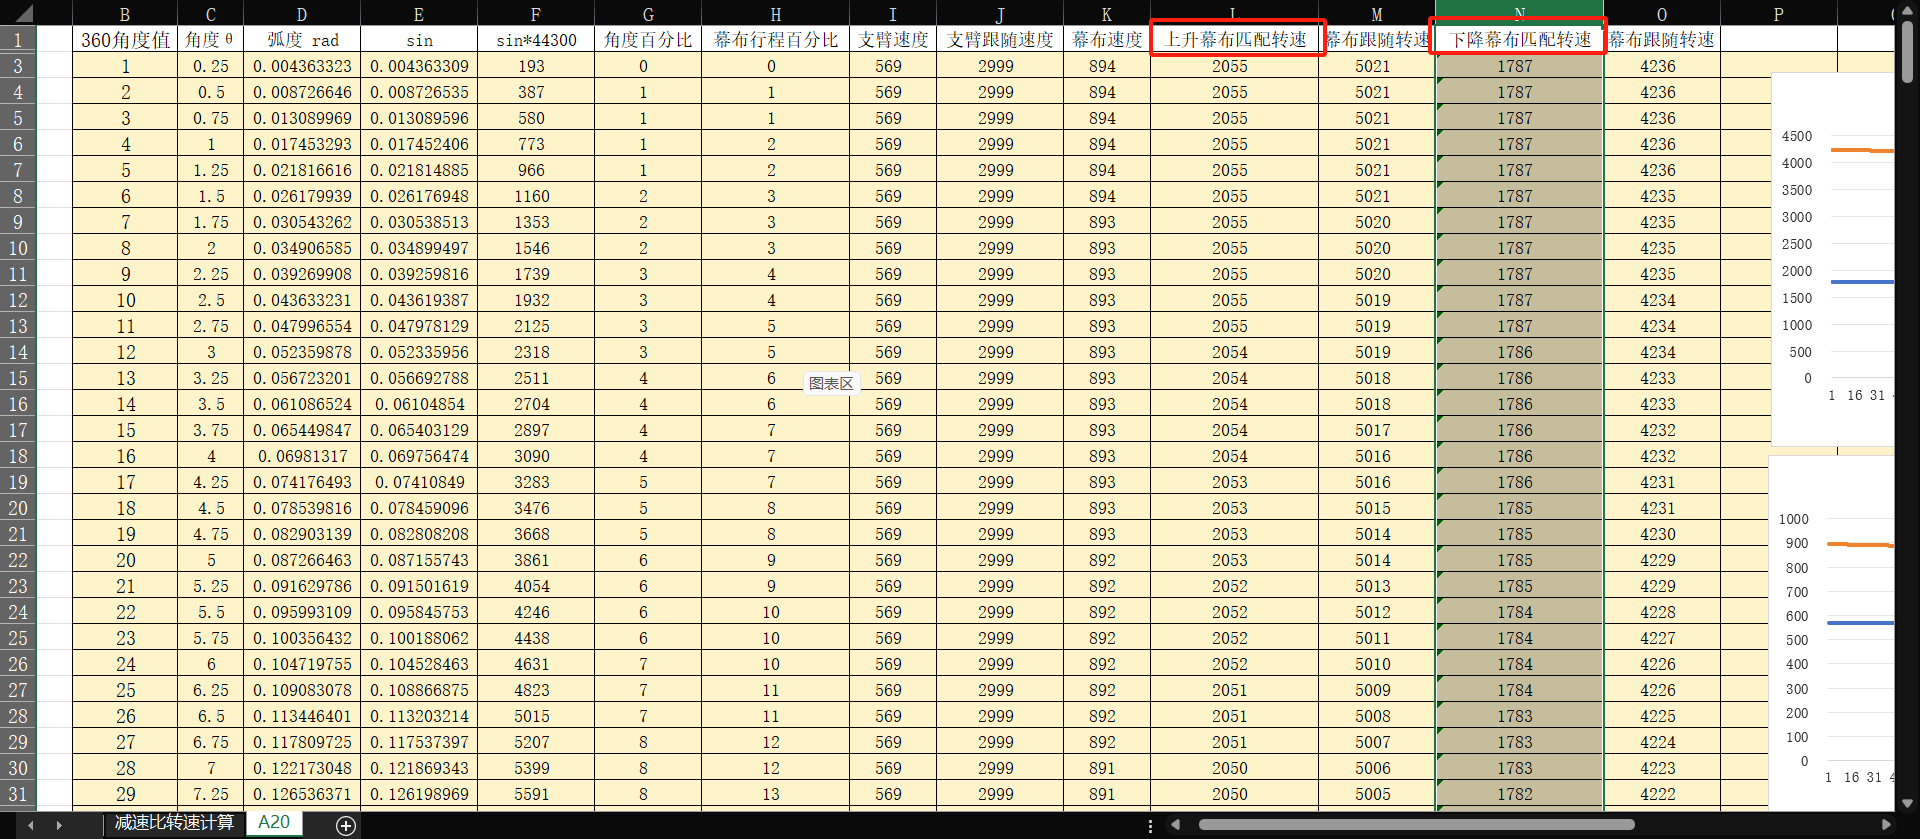 B C D E F G H I J K L M N O P
1 360角度值 角度 θ 弧度 rad sin sin*44300 角度百分比 幕布行程百分比 支臂速度 支臂跟随速度 幕布速度 上升幕布匹配转速 幕布跟随转速 下降幕布匹配转速 幕布跟随转速
3 1 0.25 0.004363323 0.004363309 193 0 0 569 2999 894 2055 5021 1787 4236
4 2 0.5 0.008726646 0.008726535 387 1 1 569 2999 894 2055 5021 1787 4236
5 3 0.75 0.013089969 0.013089596 580 1 1 569 2999 894 2055 5021 1787 4236
6 4 1 0.017453293 0.017452406 773 1 2 569 2999 894 2055 5021 1787 4236
7 5 1.25 0.021816616 0.021814885 966 1 2 569 2999 894 2055 5021 1787 4236
8 6 1.5 0.026179939 0.026176948 1160 2 3 569 2999 894 2055 5021 1787 4235
9 7 1.75 0.030543262 0.030538513 1353 2 3 569 2999 893 2055 5020 1787 4235
10 8 2 0.034906585 0.034899497 1546 2 3 569 2999 893 2055 5020 1787 4235
11 9 2.25 0.039269908 0.039259816 1739 3 4 569 2999 893 2055 5020 1787 4235
12 10 2.5 0.043633231 0.043619387 1932 3 4 569 2999 893 2055 5019 1787 4234
13 11 2.75 0.047996554 0.047978129 2125 3 5 569 2999 893 2055 5019 1787 4234
14 12 3 0.052359878 0.052335956 2318 3 5 569 2999 893 2054 5019 1786 4234
15 13 3.25 0.056723201 0.056692788 2511 4 6 569 2999 893 2054 5018 1786 4233
图表区
16 14 3.5 0.061086524 0.06104854 2704 4 6 569 2999 893 2054 5018 1786 4233
17 15 3.75 0.065449847 0.065403129 2897 4 7 569 2999 893 2054 5017 1786 4232
18 16 4 0.06981317 0.069756474 3090 4 7 569 2999 893 2054 5016 1786 4232
19 17 4.25 0.074176493 0.07410849 3283 5 7 569 2999 893 2053 5016 1786 4231
20 18 4.5 0.078539816 0.078459096 3476 5 8 569 2999 893 2053 5015 1785 4231
21 19 4.75 0.082903139 0.082808208 3668 5 8 569 2999 893 2053 5014 1785 4230
22 20 5 0.087266463 0.087155743 3861 6 9 569 2999 892 2053 5014 1785 4229
23 21 5.25 0.091629786 0.091501619 4054 6 9 569 2999 892 2052 5013 1785 4229
24 22 5.5 0.095993109 0.095845753 4246 6 10 569 2999 892 2052 5012 1784 4228
25 23 5.75 0.100356432 0.100188062 4438 6 10 569 2999 892 2052 5011 1784 4227
26 24 6 0.104719755 0.104528463 4631 7 10 569 2999 892 2052 5010 1784 4226
27 25 6.25 0.109083078 0.108866875 4823 7 11 569 2999 892 2051 5009 1784 4226
28 26 6.5 0.113446401 0.113203214 5015 7 11 569 2999 892 2051 5008 1783 4225
29 27 6.75 0.117809725 0.117537397 5207 8 12 569 2999 892 2051 5007 1783 4224
30 28 7 0.122173048 0.121869343 5399 8 12 569 2999 891 2050 5006 1783 4223
31 29 7.25 0.126536371 0.126198969 5591 8 13 569 2999 891 2050 5005 1782 4222
4500
4000
3500
3000
2500
2000
1500
1000
500
0
1 16 31
1000
900
800
700
600
500
400
300
200
100
0
1 16 31
减速比转速计算 A20